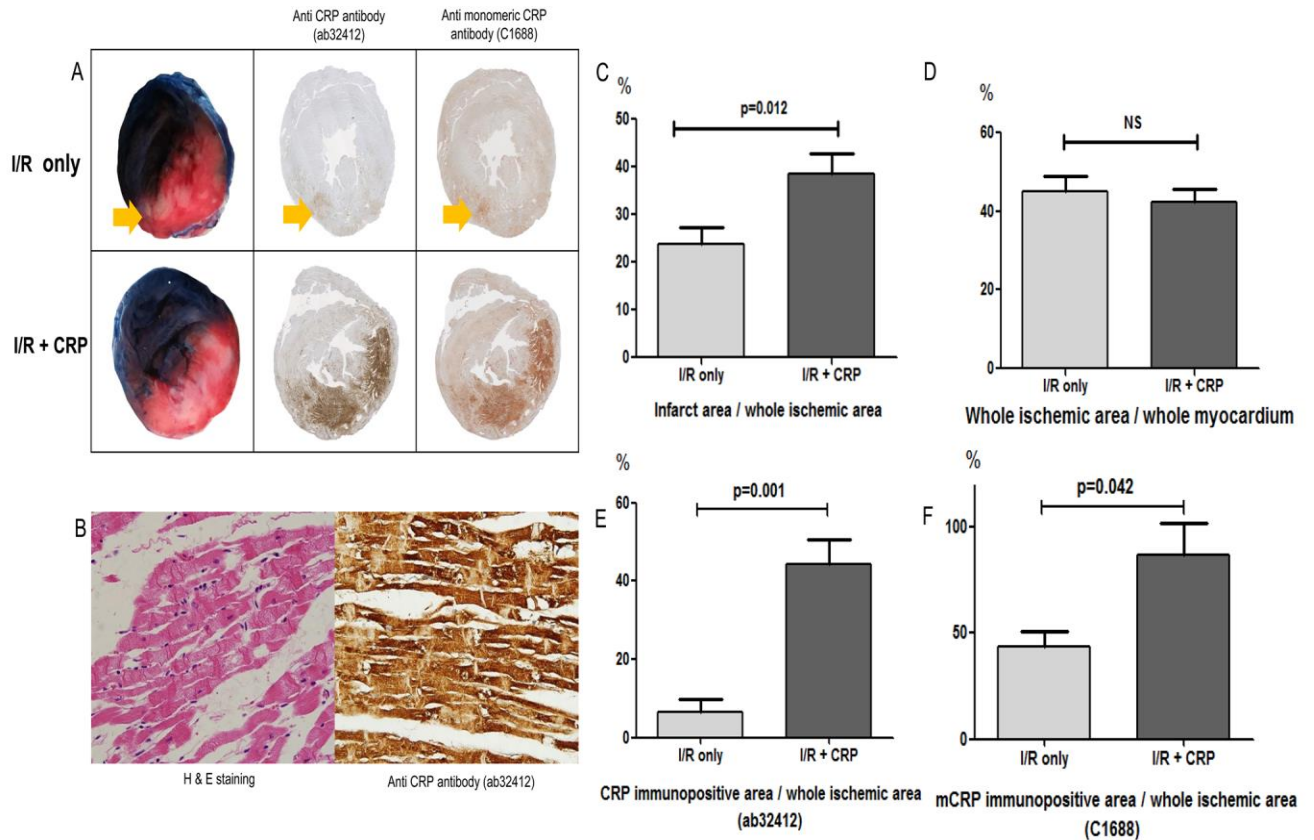 Anti CRP antibody
(ab32412)
Anti monomeric CRP
antibody (C1688)
A
I/R only
I/R + CRP
B
H & E staining
Anti CRP antibody (ab32412)
C
%
p=0.012
50
40
30
20
10
0
I/R only
I/R + CRP
Infarct area / whole ischemic area
D
%
NS
60
40
20
0
I/R only
I/R + CRP
Whole ischemic area / whole myocardium
E
%
p=0.001
60
40
20
0
I/R only
I/R + CRP
CRP immunopositive area / whole ischemic area
(ab32412)
F
%
p=0.042
100
50
0
I/R only
I/R + CRP
mCRP immunopositive area / whole ischemic area
(C1688)